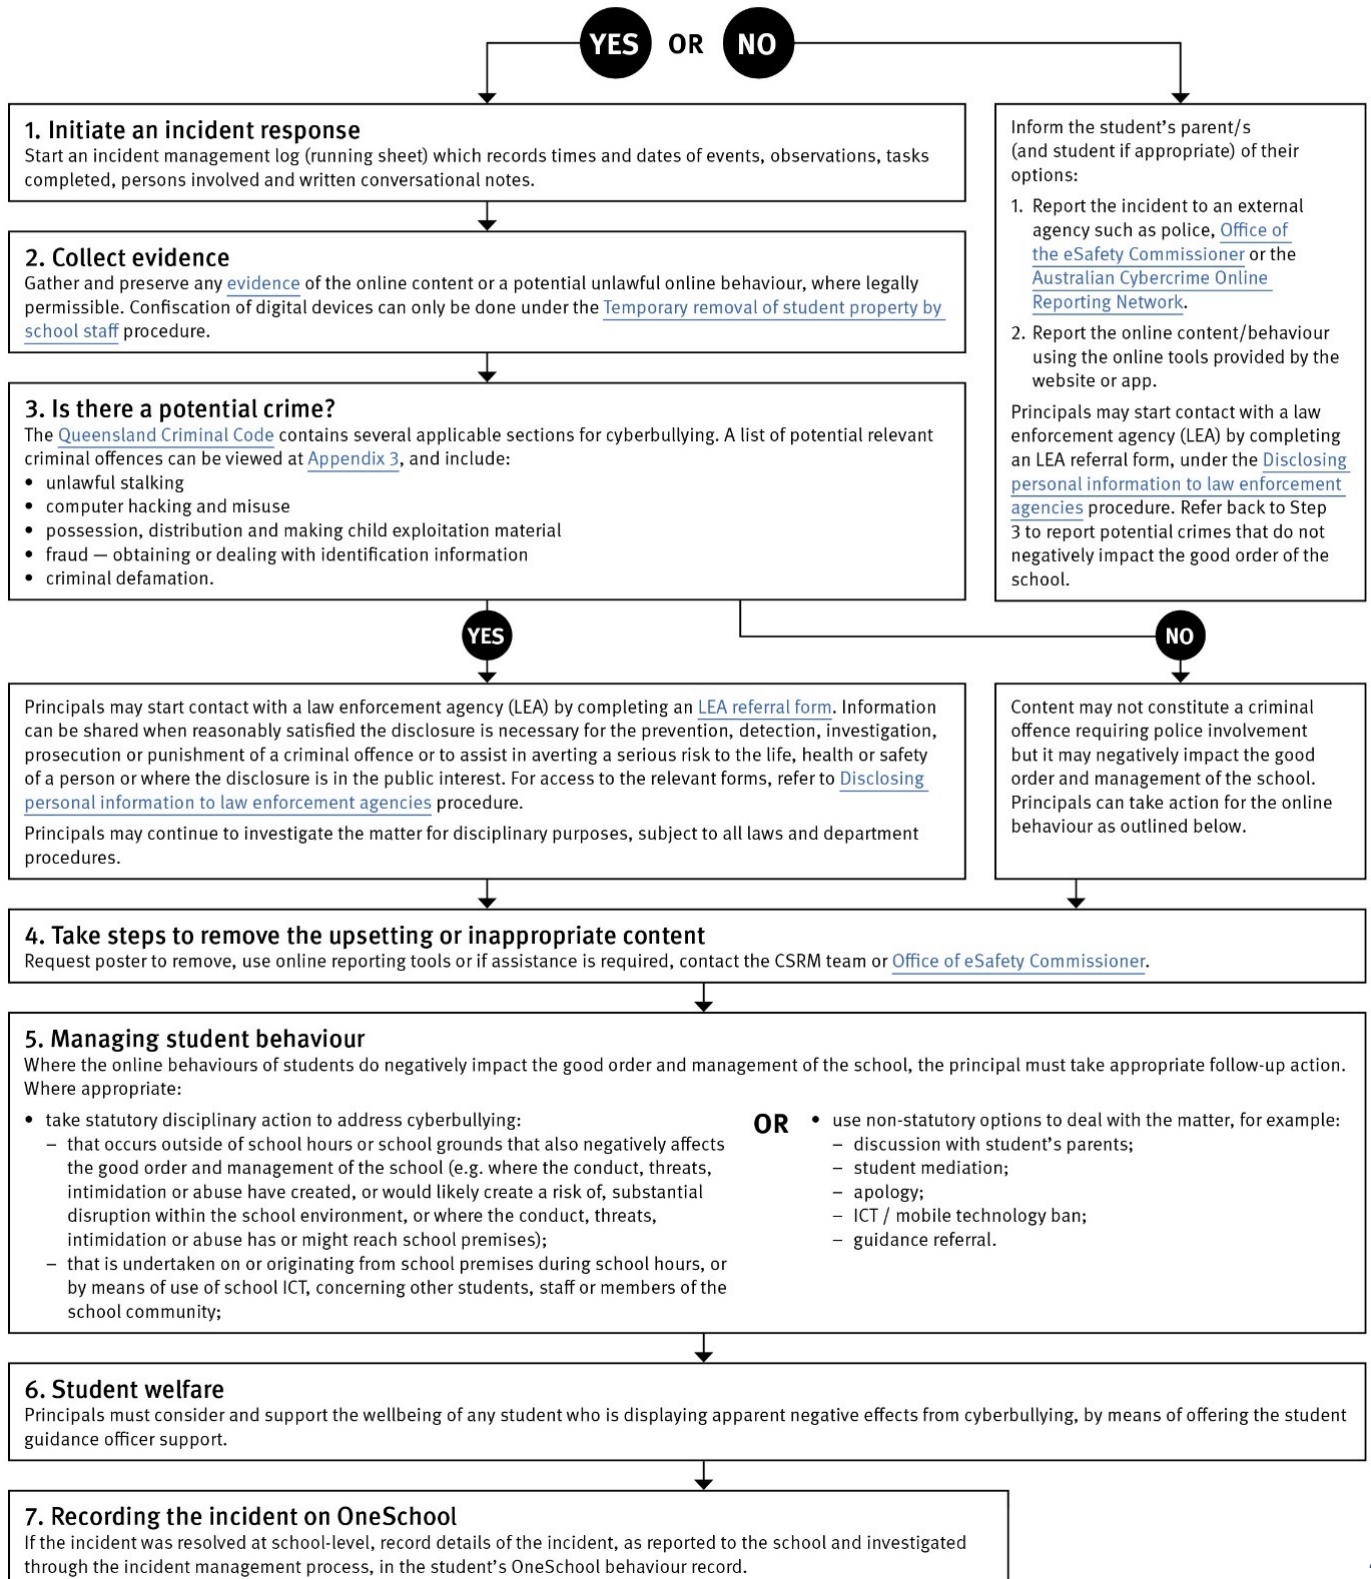 YES OR NO
1. Initiate an incident response
Start an incident management log (running sheet) which records times and dates of events, observations, tasks
completed, persons involved and written conversational notes.
2. Collect evidence
Gather and preserve any evidence of the online content or a potential unlawful online behaviour, where legally
permissible. Confiscation of digital devices can only be done under the Temporary removal of student property by
school staff procedure.
3. Is there a potential crime?
The Queensland Criminal Code contains several applicable sections for cyberbullying. A list of potential relevant
criminal offences can be viewed at Appendix 3, and include:
• unlawful stalking
• computer hacking and misuse
• possession, distribution and making child exploitation material
• fraud — obtaining or dealing with identification information
• criminal defamation.
Inform the student's parent/s
(and student if appropriate) of their
options:
1. Report the incident to an external
agency such as police, Office of
the eSafety Commissioner or the
Australian Cybercrime Online
Reporting Network.
2. Report the online content/behaviour
using the online tools provided by the
website or app.
Principals may start contact with a law
enforcement agency (LEA) by completing
an LEA referral form, under the Disclosing
personal information to law enforcement
agencies procedure. Refer back to Step
3 to report potential crimes that do not
negatively impact the good order of the
school.
YES
NO
Principals may start contact with a law enforcement agency (LEA) by completing an LEA referral form. Information
can be shared when reasonably satisfied the disclosure is necessary for the prevention, detection, investigation,
prosecution or punishment of a criminal offence or to assist in averting a serious risk to the life, health or safety
of a person or where the disclosure is in the public interest. For access to the relevant forms, refer to Disclosing
personal information to law enforcement agencies procedure.
Principals may continue to investigate the matter for disciplinary purposes, subject to all laws and department
procedures.
Content may not constitute a criminal
offence requiring police involvement
but it may negatively impact the good
order and management of the school.
Principals can take action for the online
behaviour as outlined below.
4. Take steps to remove the upsetting or inappropriate content
Request poster to remove, use online reporting tools or if assistance is required, contact the CSRM team or Office of eSafety Commissioner.
5. Managing student behaviour
Where the online behaviours of students do negatively impact the good order and management of the school, the principal must take appropriate follow-up action.
Where appropriate:
• take statutory disciplinary action to address cyberbullying:
– that occurs outside of school hours or school grounds that also negatively affects
the good order and management of the school (e.g. where the conduct, threats,
intimidation or abuse have created, or would likely create a risk of, substantial
disruption within the school environment, or where the conduct, threats,
intimidation or abuse has or might reach school premises);
– that is undertaken on or originating from school premises during school hours, or
by means of use of school ICT, concerning other students, staff or members of the
school community;
OR
• use non-statutory options to deal with the matter, for example:
– discussion with student's parents;
– student mediation;
– apology;
– ICT / mobile technology ban;
– guidance referral.
6. Student welfare
Principals must consider and support the wellbeing of any student who is displaying apparent negative effects from cyberbullying, by means of offering the student
guidance officer support.
7. Recording the incident on OneSchool
If the incident was resolved at school-level, record details of the incident, as reported to the school and investigated
through the incident management process, in the student's OneSchool behaviour record.